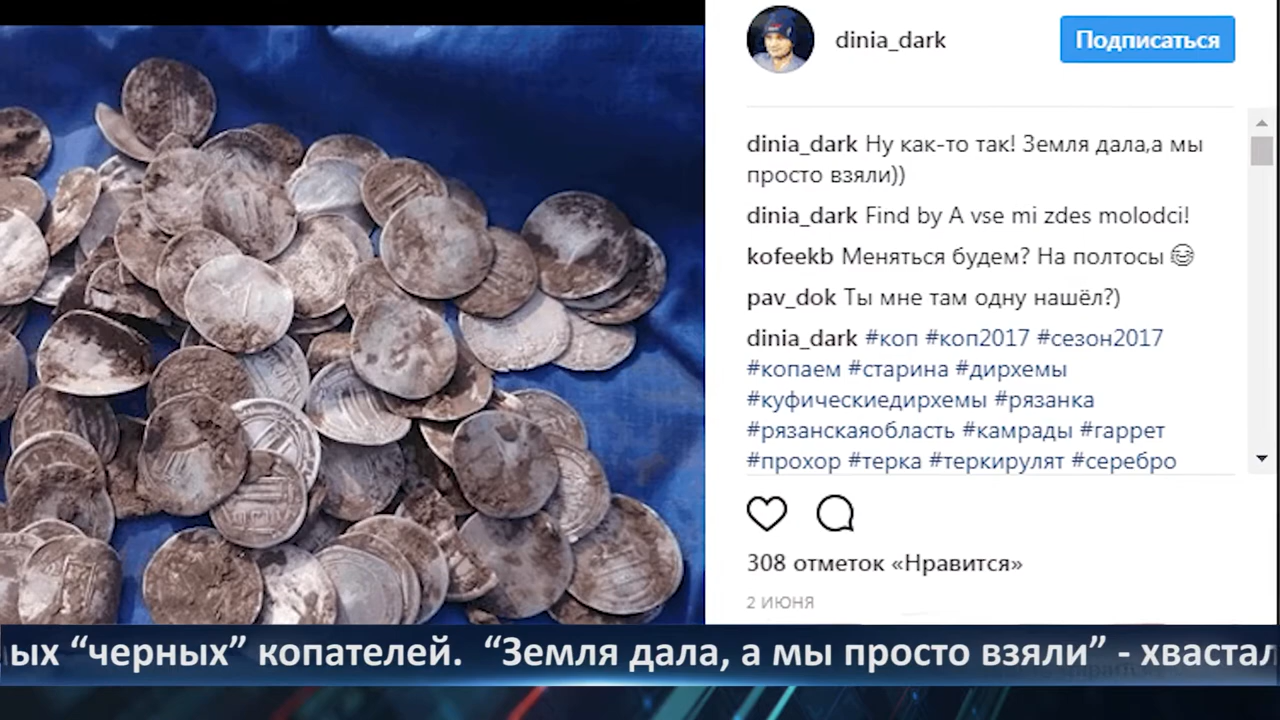 dinia_dark
Подписаться
dinia_dark Ну как-то так! Земля дала,а мы
просто взяли))
dinia_dark Find by A vse mi zdes molodci!
kofeekb Меняться будем? На полтосы 😂
pav_dok Ты мне там одну нашёл?)
dinia_dark #коп #коп2017 #сезон2017
#копаем #старина #дирхемы
#куфическиедирхемы #рязанка
#рязанскаяобласть #камрады #гаррет
#прохор #терка #теркирулят #серебро
308 отметок «Нравится»
2 ИЮНЯ
ых “черных” копателей. “Земля дала, а мы просто взяли” - хвастал